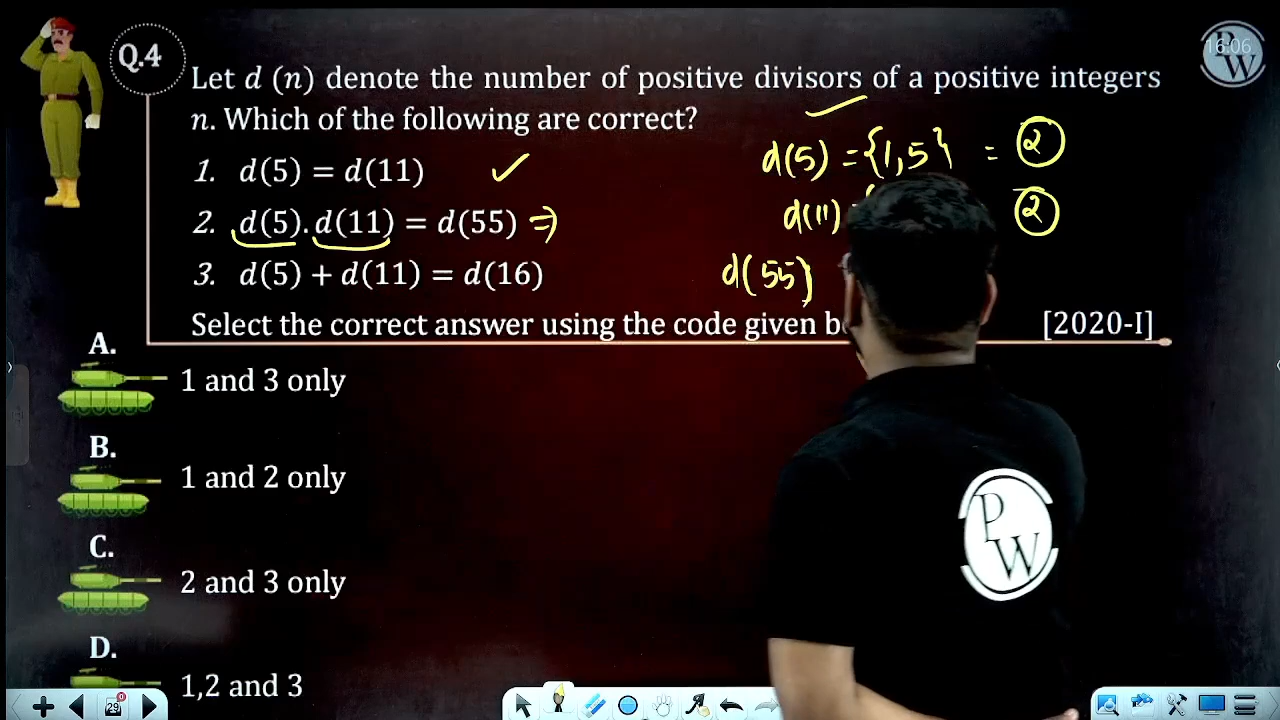 Q.4
16:06
PW
Let d (n) denote the number of positive divisors of a positive integers
n. Which of the following are correct?
d(5) = {1,5} = 2
1. d(5) = d(11) ✓
2. d(5). d(11) = d(55) ⇒
d(11) = 2
3. d(5) + d(11) = d(16)
d(55)
Select the correct answer using the code given
[2020-I]
A.
1 and 3 only
B.
1 and 2 only
PW
C.
2 and 3 only
D.
1,2 and 3
29